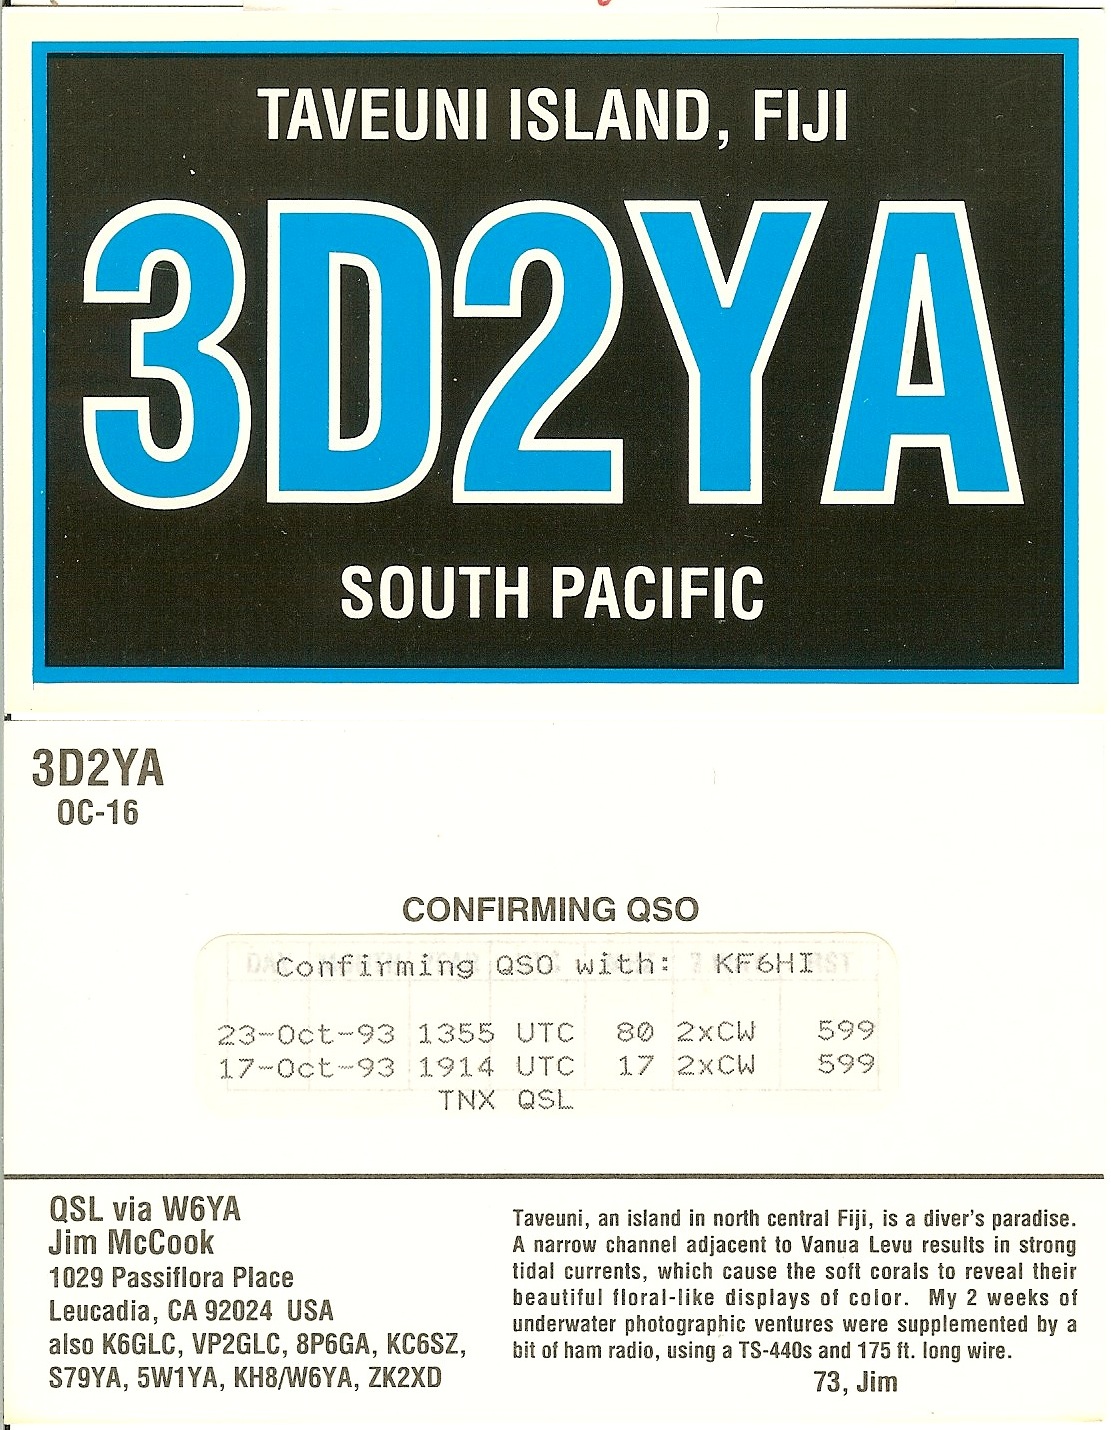 TAVEUNI ISLAND, FIJI
3D2YA
SOUTH PACIFIC
3D2YA
OC-16
CONFIRMING QSO
Confirming QSO with: KF6HI
23-Oct-93 1355 UTC 80 2xCW 599
17-Oct-93 1914 UTC 17 2xCW 599
TNX QSL
QSL via W6YA
Jim McCook
1029 Passiflora Place
Leucadia, CA 92024 USA
also K6GLC, VP2GLC, 8P6GA, KC6SZ,
S79YA, 5W1YA, KH8/W6YA, ZK2XD
Taveuni, an island in north central Fiji, is a diver's paradise.
A narrow channel adjacent to Vanua Levu results in strong
tidal currents, which cause the soft corals to reveal their
beautiful floral-like displays of color. My 2 weeks of
underwater photographic ventures were supplemented by a
bit of ham radio, using a TS-440s and 175 ft. long wire.
73, Jim